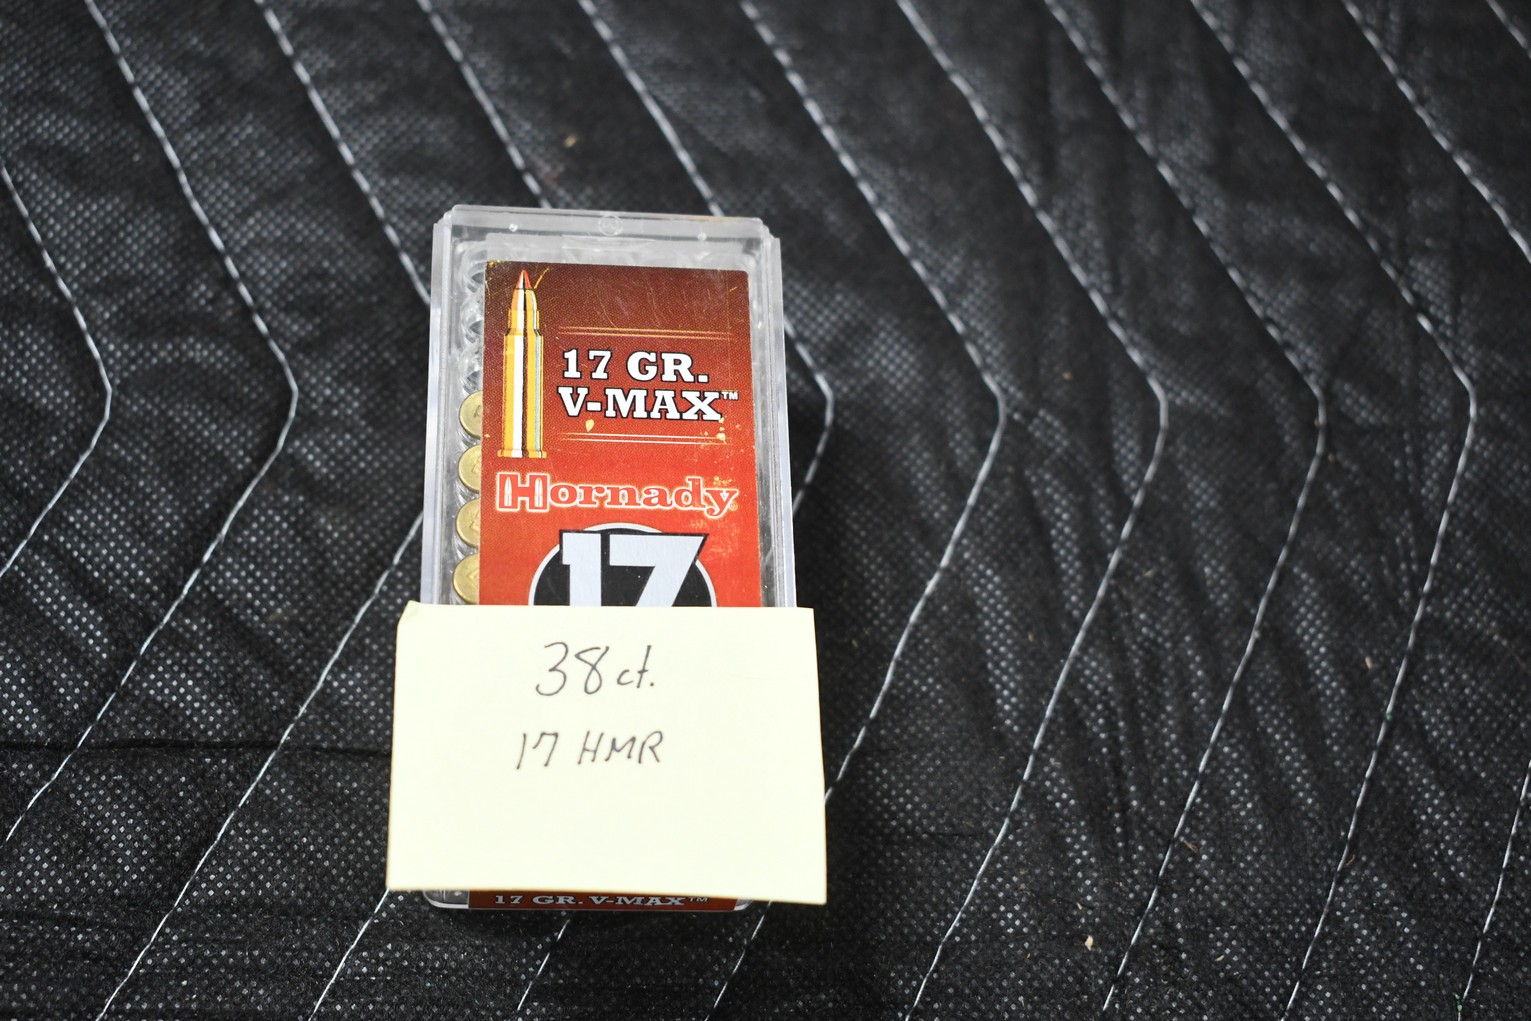 17 GR.
V-MAX™
Hornady
17
38 ct.
17 HMR
17 GR. V-MAX™